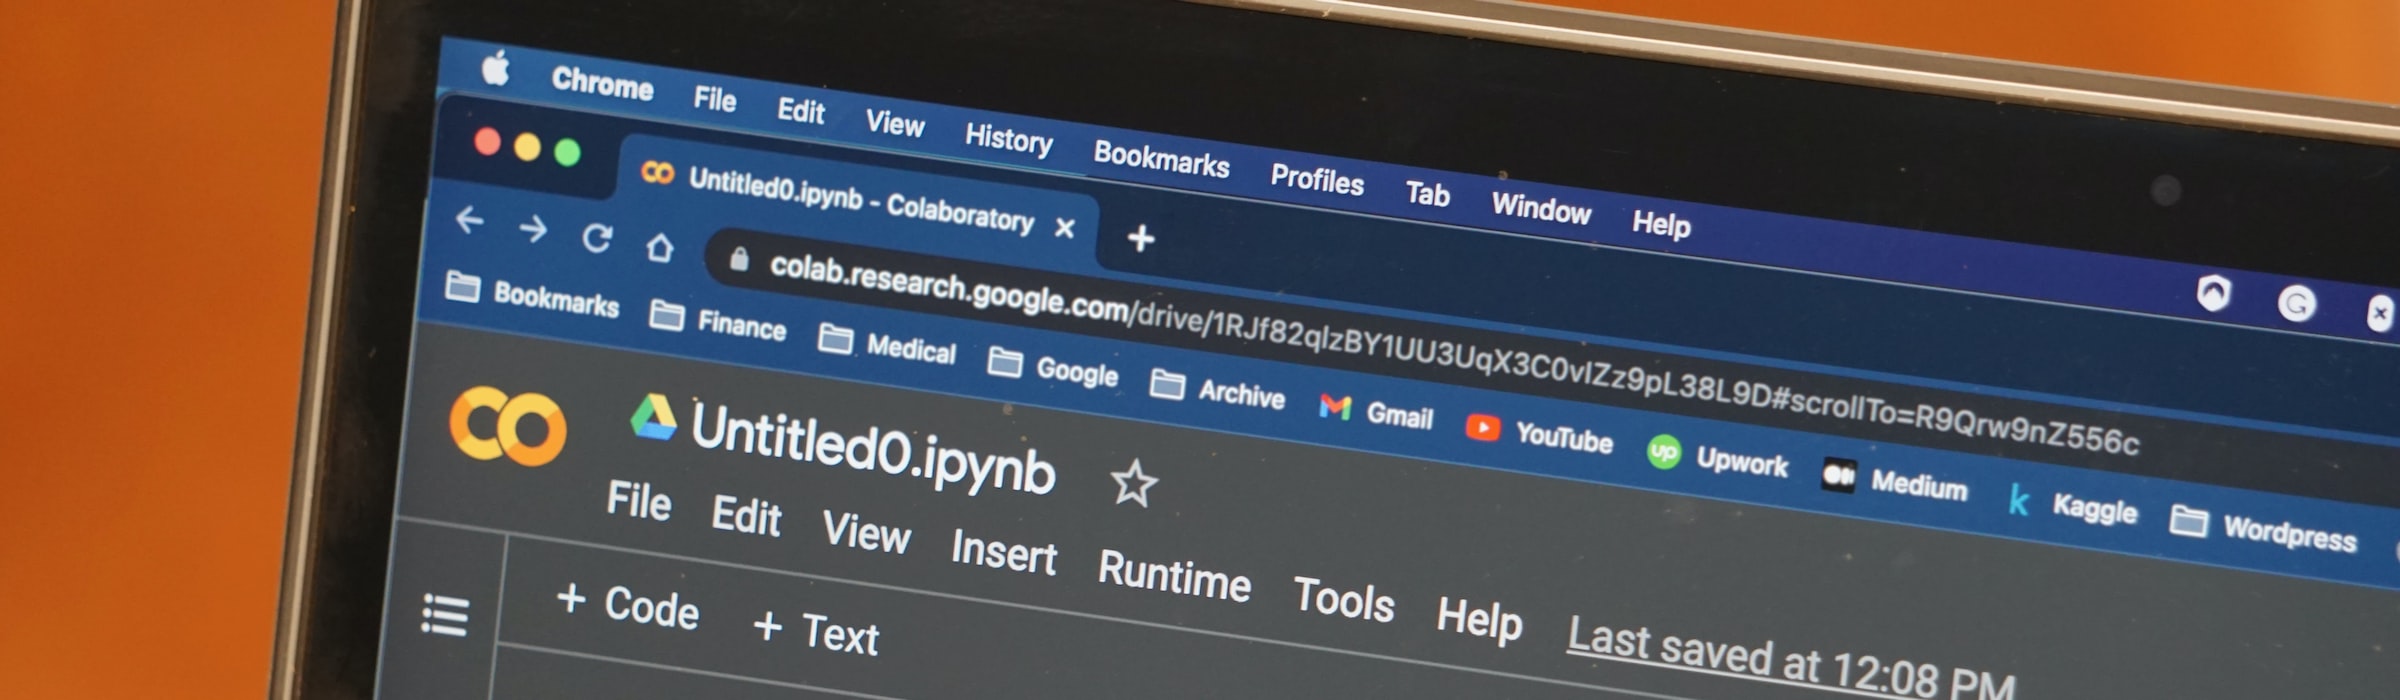 Chrome File Edit View History Bookmarks Profiles Tab Window Help
Untitled0.ipynb - Colaboratory
colab.research.google.com/drive/1RJf82qlzBY1UU3UqX3C0vIZz9pL38L9D#scrollTo=R9Qrw9nZ556c
Bookmarks Finance Medical Google Archive Gmail YouTube Upwork Medium Kaggle Wordpress
Untitled0.ipynb
File Edit View Insert Runtime Tools Help Last saved at 12:08 PM
+ Code + Text